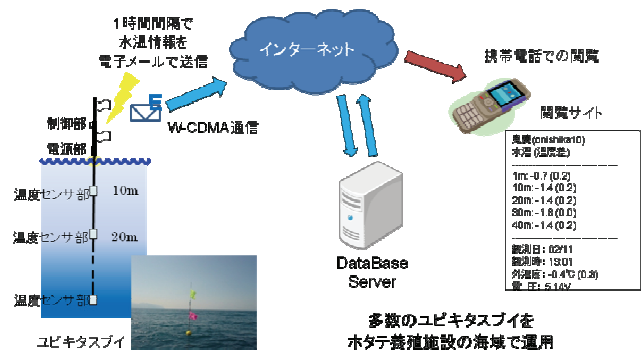 1時間間隔で
水温情報を
電子メールで送信
インターネット
携帯電話での閲覧
W-CDMA通信
制御部
電源部
閲覧サイト
温度センサ部 10m
温度センサ部 20m
温度センサ部
ユビキタスブイ
DataBase
Server
鬼鹿(onishika10)
水温 (温度差)
1m:-0.7 (0.2)
10m:-1.4 (0.2)
20m:-1.4 (0.2)
30m:-1.6 (0.0)
40m:-1.4 (0.2)
観測日: 02/11
観測時: 13:01
外温度: -0.4℃ (0.8)
電 圧: 5.14V
多数のユビキタスブイを
ホタテ養殖施設の海域で運用